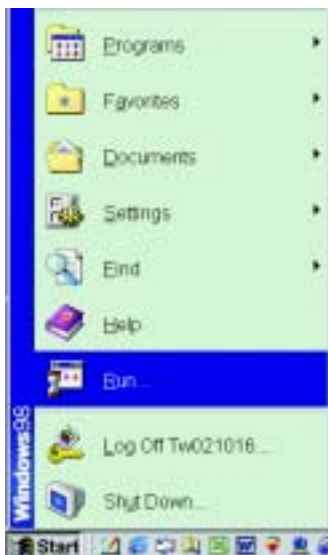 Programs
Favorites
Documents
Settings
Find
Help
Run...
Log Off Tw021016...
Shut Down...
Windows98
Start